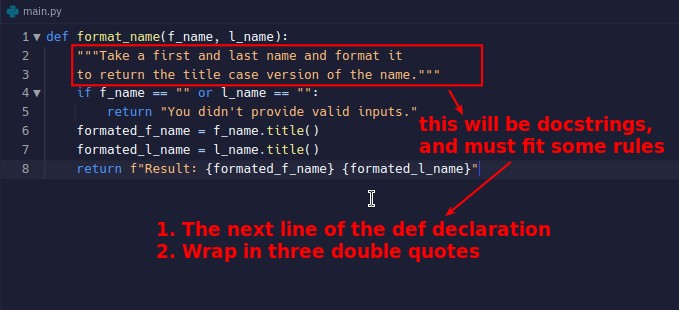 main.py
1 def format_name(f_name, l_name):
2 """Take a first and last name and format it
3 to return the title case version of the name."""
4 if f_name == "" or l_name == "":
5 return "You didn't provide valid inputs."
6 formated_f_name = f_name.title()
7 formated_l_name = l_name.title()
8 return f"Result: {formated_f_name} {formated_l_name}"
this will be docstrings,
and must fit some rules
1. The next line of the def declaration
2. Wrap in three double quotes